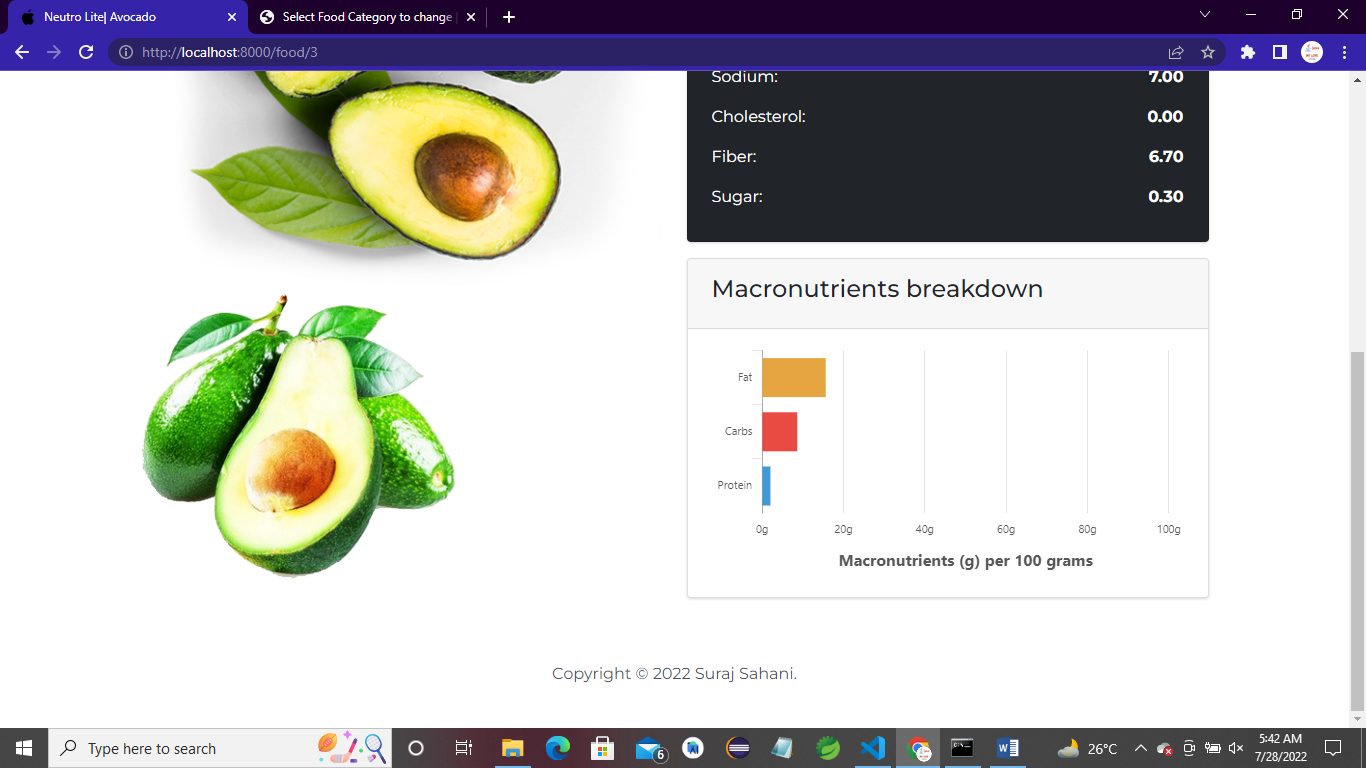 Neutro Lite| Avocado
Select Food Category to change
http://localhost:8000/food/3
Sodium: 7.00
Cholesterol: 0.00
Fiber: 6.70
Sugar: 0.30
Macronutrients breakdown
Fat
Carbs
Protein
0g 20g 40g 60g 80g 100g
Macronutrients (g) per 100 grams
Copyright © 2022 Suraj Sahani.
Type here to search
6
26°C
5:42 AM
7/28/2022